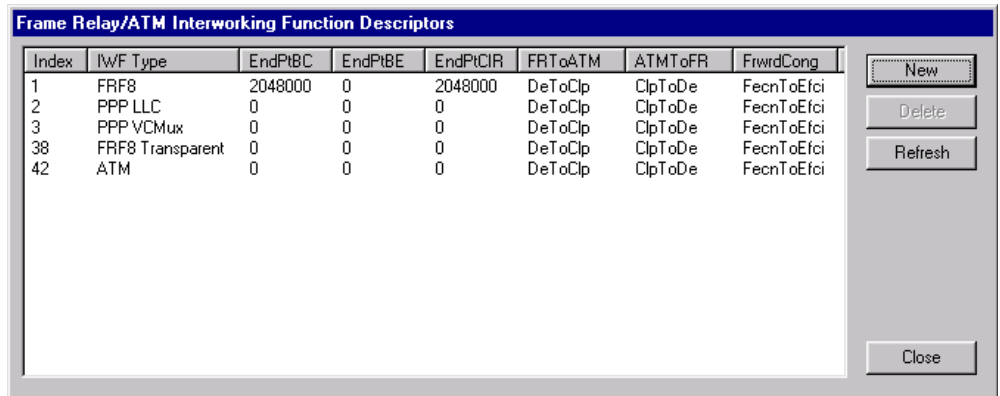 Frame Relay/ATM Interworking Function Descriptors
Index IWF Type EndPtBC EndPtBE EndPtCIR FRToATM ATMToFR FrwrdCong
1 FRF8 2048000 0 2048000 DeToClp ClpToDe FecnToEfci
2 PPP LLC 0 0 0 DeToClp ClpToDe FecnToEfci
3 PPP VCMux 0 0 0 DeToClp ClpToDe FecnToEfci
38 FRF8 Transparent 0 0 0 DeToClp ClpToDe FecnToEfci
42 ATM 0 0 0 DeToClp ClpToDe FecnToEfci
New
Delete
Refresh
Close